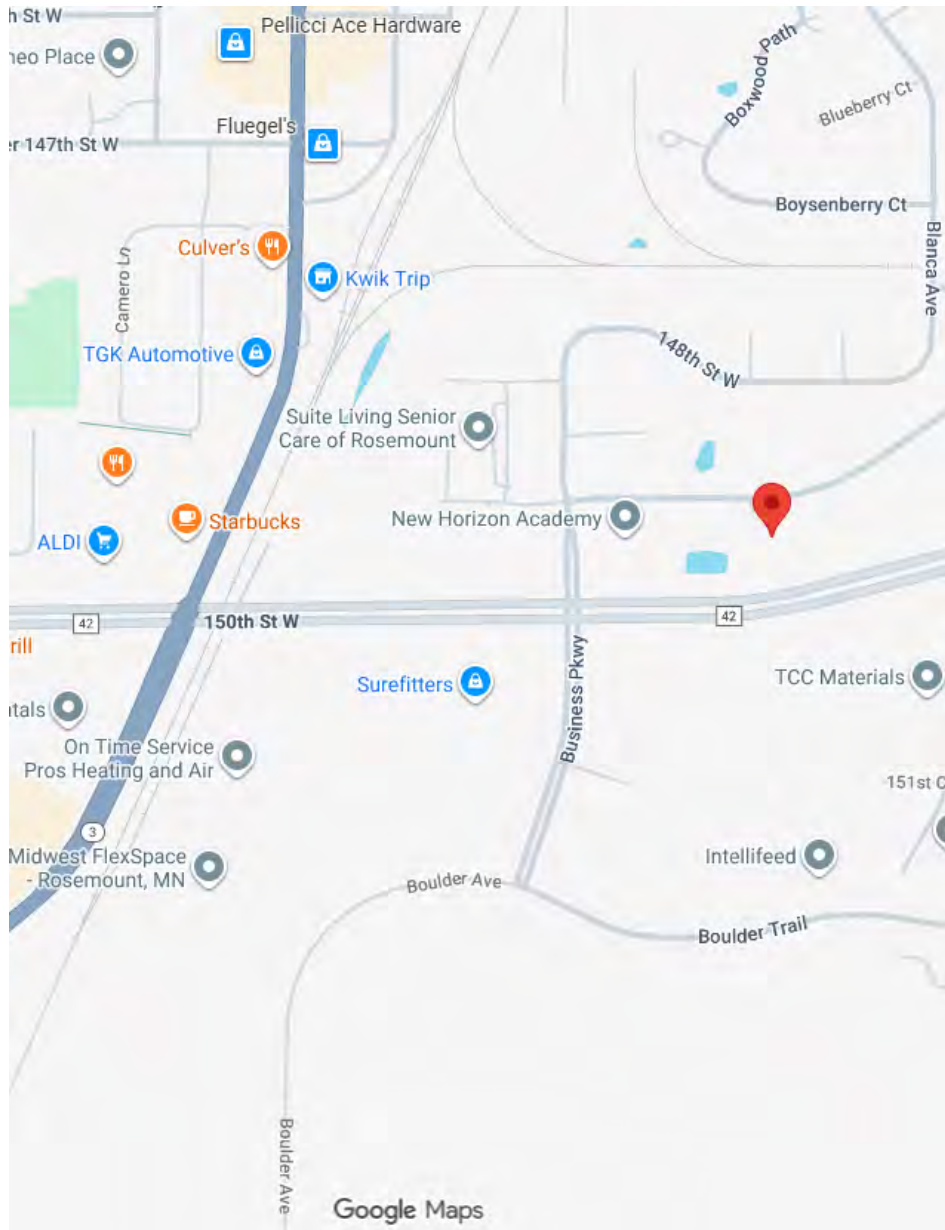 h St W
Pellicci Ace Hardware
neo Place
Boxwood Path
Blueberry Ct
Fluegel's
er 147th St W
Boysenberry Ct
Blanca Ave
Culver's
Camero Ln
Kwik Trip
148th St W
TGK Automotive
Suite Living Senior
Care of Rosemount
New Horizon Academy
Starbucks
ALDI
42
150th St W
42
rill
Surefitters
TCC Materials
Business Pkwy
ntals
On Time Service
Pros Heating and Air
151st C
3
Midwest FlexSpace
- Rosemount, MN
Intellifeed
Boulder Ave
Boulder Trail
Boulder Ave
Google Maps